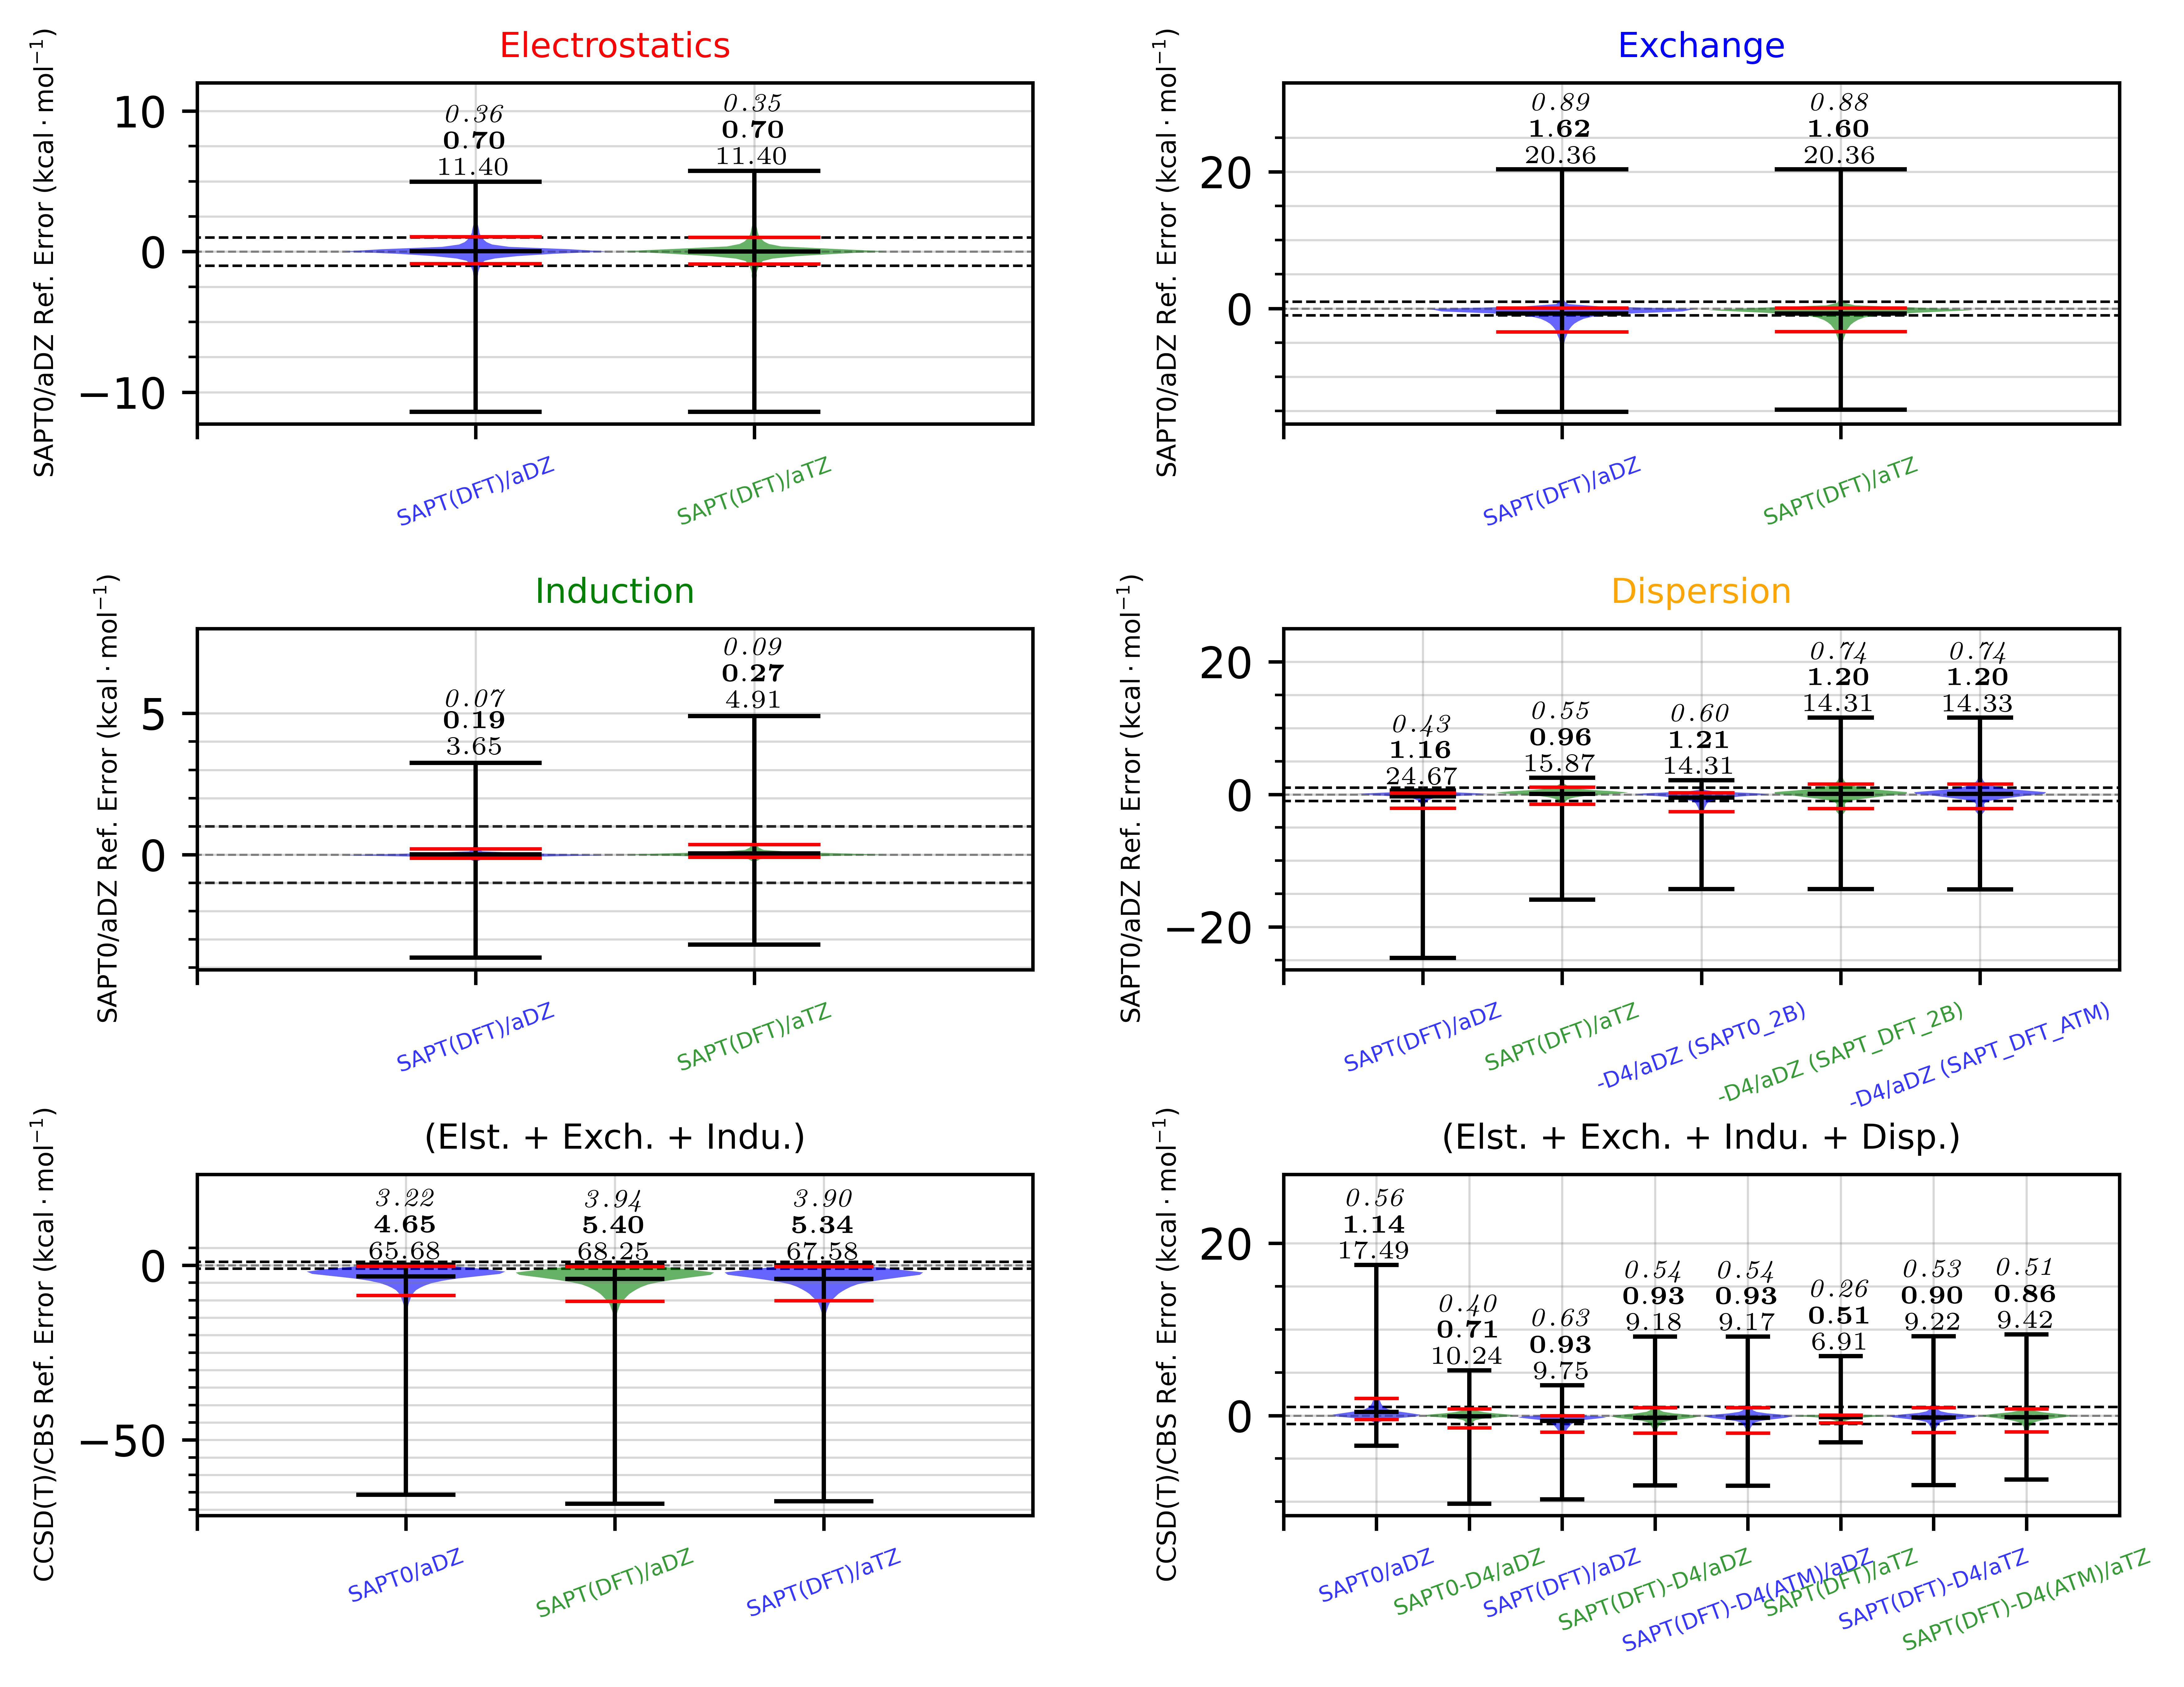 Electrostatics
SAPT0/aDZ Ref. Error (kcal·mol⁻¹)
10
0
−10
0.36
0.70
11.40
0.35
0.70
11.40
SAPT(DFT)/aDZ
SAPT(DFT)/aTZ
Exchange
SAPT0/aDZ Ref. Error (kcal·mol⁻¹)
20
0
0.89
1.62
20.36
0.88
1.60
20.36
SAPT(DFT)/aDZ
SAPT(DFT)/aTZ
Induction
SAPT0/aDZ Ref. Error (kcal·mol⁻¹)
5
0
0.07
0.19
3.65
0.09
0.27
4.91
SAPT(DFT)/aDZ
SAPT(DFT)/aTZ
Dispersion
SAPT0/aDZ Ref. Error (kcal·mol⁻¹)
20
0
−20
0.43
1.16
24.67
0.55
0.96
15.87
0.60
1.21
14.31
0.74
1.20
14.31
0.74
1.20
14.33
SAPT(DFT)/aDZ
SAPT(DFT)/aTZ
-D4/aDZ (SAPT0_2B)
-D4/aDZ (SAPT_DFT_2B)
-D4/aDZ (SAPT_DFT_ATM)
(Elst. + Exch. + Indu.)
CCSD(T)/CBS Ref. Error (kcal·mol⁻¹)
0
−50
3.22
4.65
65.68
3.94
5.40
68.25
3.90
5.34
67.58
SAPT0/aDZ
SAPT(DFT)/aDZ
SAPT(DFT)/aTZ
(Elst. + Exch. + Indu. + Disp.)
CCSD(T)/CBS Ref. Error (kcal·mol⁻¹)
20
0
0.56
1.14
17.49
0.40
0.71
10.24
0.63
0.93
9.75
0.54
0.93
9.18
0.54
0.93
9.17
0.26
0.51
6.91
0.53
0.90
9.22
0.51
0.86
9.42
SAPT0/aDZ
SAPT0-D4/aDZ
SAPT(DFT)/aDZ
SAPT(DFT)-D4/aDZ
SAPT(DFT)-D4(ATM)/aDZ
SAPT(DFT)/aTZ
SAPT(DFT)-D4/aTZ
SAPT(DFT)-D4(ATM)/aTZ